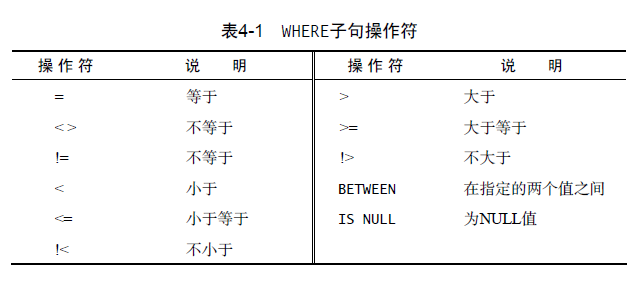 表4-1 WHERE子句操作符
操作符 说 明 操作符 说 明
= 等于 > 大于
<> 不等于 >= 大于等于
!= 不等于 !> 不大于
< 小于 BETWEEN 在指定的两个值之间
<= 小于等于 IS NULL 为NULL值
!< 不小于